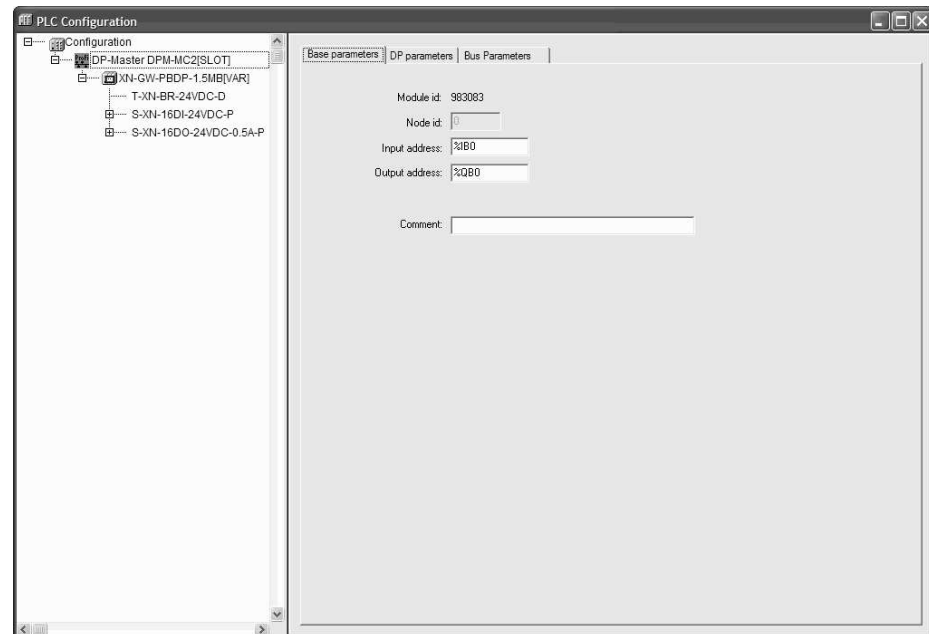 PLC Configuration
Configuration
DP-Master DPM-MC2[SLOT]
XN-GW-PBDP-1.5MB[VAR]
T-XN-BR-24VDC-D
S-XN-16DI-24VDC-P
S-XN-16DO-24VDC-0.5A-P
Base parameters DP parameters Bus Parameters
Module id: 983083
Node id: 0
Input address: %IB0
Output address: %QB0
Comment: